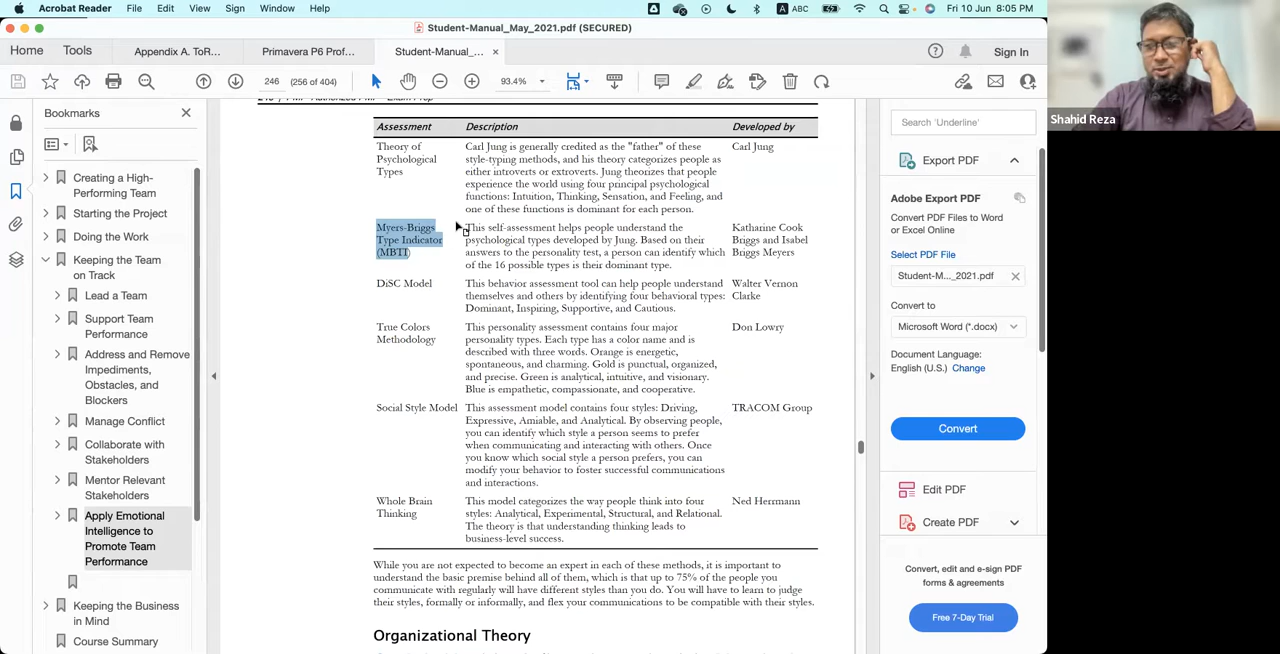 Acrobat Reader File Edit View Sign Window Help
A ABC
Fri 10 Jun 8:05 PM
Student-Manual_May_2021.pdf (SECURED)
Home Tools
Appendix A. ToR...
Primavera P6 Prof...
Student-Manual_... ×
Sign In
246 (256 of 404)
93.4%
Bookmarks
Creating a High-
Performing Team
Starting the Project
Doing the Work
Keeping the Team
on Track
Lead a Team
Support Team
Performance
Address and Remove
Impediments,
Obstacles, and
Blockers
Manage Conflict
Collaborate with
Stakeholders
Mentor Relevant
Stakeholders
Apply Emotional
Intelligence to
Promote Team
Performance
Keeping the Business
in Mind
Course Summary
Assessment Description Developed by
Theory of
Psychological
Types
Carl Jung is generally credited as the "father" of these
style-typing methods, and his theory categorizes people as
either introverts or extroverts. Jung theorizes that people
experience the world using four principal psychological
functions: Intuition, Thinking, Sensation, and Feeling, and
one of these functions is dominant for each person.
Carl Jung
Myers-Briggs
Type Indicator
(MBTI)
This self-assessment helps people understand the
psychological types developed by Jung. Based on their
answers to the personality test, a person can identify which
of the 16 possible types is their dominant type.
Katharine Cook
Briggs and Isabel
Briggs Meyers
DiSC Model
This behavior assessment tool can help people understand
themselves and others by identifying four behavioral types:
Dominant, Inspiring, Supportive, and Cautious.
Walter Vernon
Clarke
True Colors
Methodology
This personality assessment contains four major
personality types. Each type has a color name and is
described with three words. Orange is energetic,
spontaneous, and charming. Gold is punctual, organized,
and precise. Green is analytical, intuitive, and visionary.
Blue is empathetic, compassionate, and cooperative.
Don Lowry
Social Style Model
This assessment model contains four styles: Driving,
Expressive, Amiable, and Analytical. By observing people,
you can identify which style a person seems to prefer
when communicating and interacting with others. Once
you know which social style a person prefers, you can
modify your behavior to foster successful communications
and interactions.
TRACOM Group
Whole Brain
Thinking
This model categorizes the way people think into four
styles: Analytical, Experimental, Structural, and Relational.
The theory is that understanding thinking leads to
business-level success.
Ned Herrmann
While you are not expected to become an expert in each of these methods, it is important to
understand the basic premise behind all of them, which is that up to 75% of the people you
communicate with regularly will have different styles than you do. You will have to learn to judge
their styles, formally or informally, and flex your communications to be compatible with their styles.
Organizational Theory
Search 'Underline'
Export PDF
Adobe Export PDF
Convert PDF Files to Word
or Excel Online
Select PDF File
Student-M..._2021.pdf
Convert to
Microsoft Word (*.docx)
Document Language:
English (U.S.) Change
Convert
Edit PDF
Create PDF
Convert, edit and e-sign PDF
forms & agreements
Free 7-Day Trial
Shahid Reza